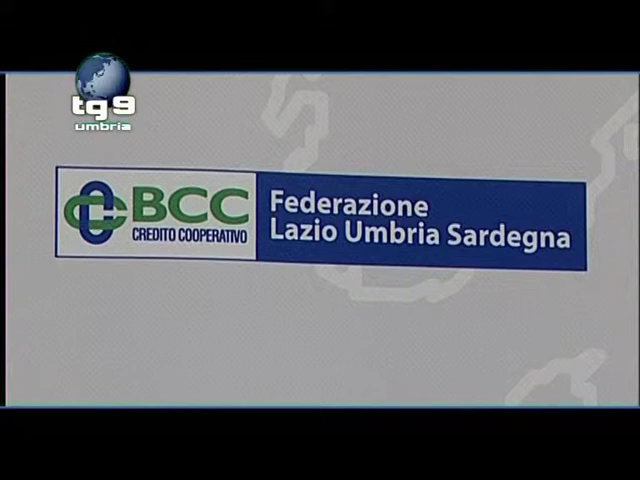 tg9
umbria
BCC
CREDITO COOPERATIVO
Federazione
Lazio Umbria Sardegna